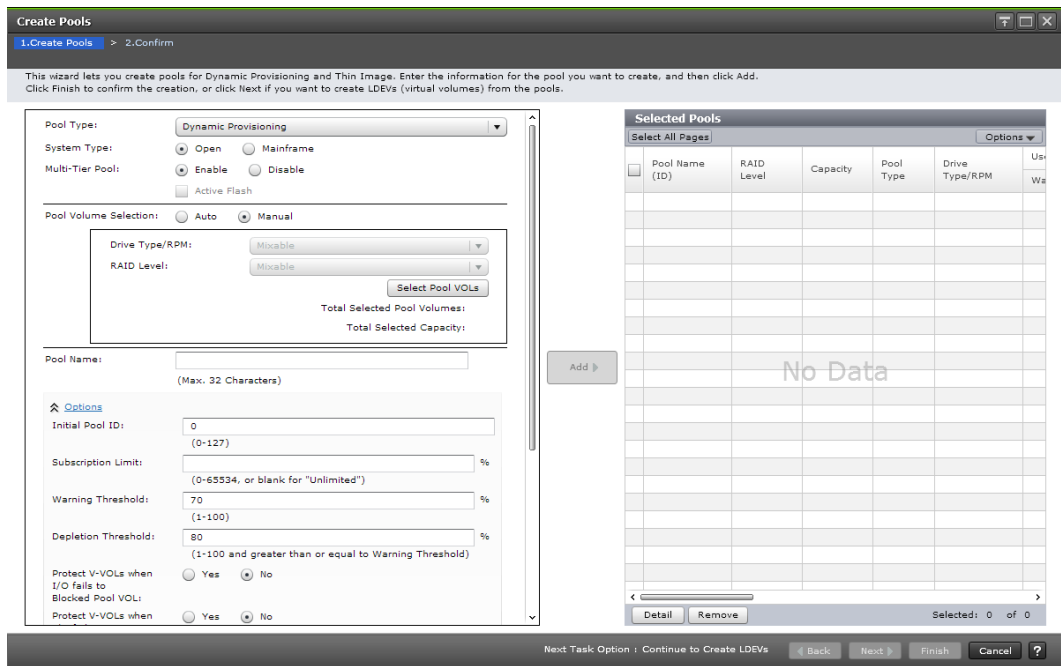 Create Pools
1.Create Pools > 2.Confirm
This wizard lets you create pools for Dynamic Provisioning and Thin Image. Enter the information for the pool you want to create, and then click Add.
Click Finish to confirm the creation, or click Next if you want to create LDEVs (virtual volumes) from the pools.
Pool Type: Dynamic Provisioning
System Type: Open Mainframe
Multi-Tier Pool: Enable Disable
Active Flash
Pool Volume Selection: Auto Manual
Drive Type/RPM: Mixable
RAID Level: Mixable
Select Pool VOLs
Total Selected Pool Volumes:
Total Selected Capacity:
Pool Name:
(Max. 32 Characters)
Options
Initial Pool ID: 0
(0-127)
Subscription Limit: %
(0-65534, or blank for "Unlimited")
Warning Threshold: 70 %
(1-100)
Depletion Threshold: 80 %
(1-100 and greater than or equal to Warning Threshold)
Protect V-VOLs when Yes No
I/O fails to
Blocked Pool VOL:
Protect V-VOLs when Yes No
Add
Selected Pools
Select All Pages Options
Pool Name RAID Capacity Pool Drive Us
(ID) Level Type Type/RPM Wa
No Data
Detail Remove Selected: 0 of 0
Next Task Option : Continue to Create LDEVs Back Next Finish Cancel ?